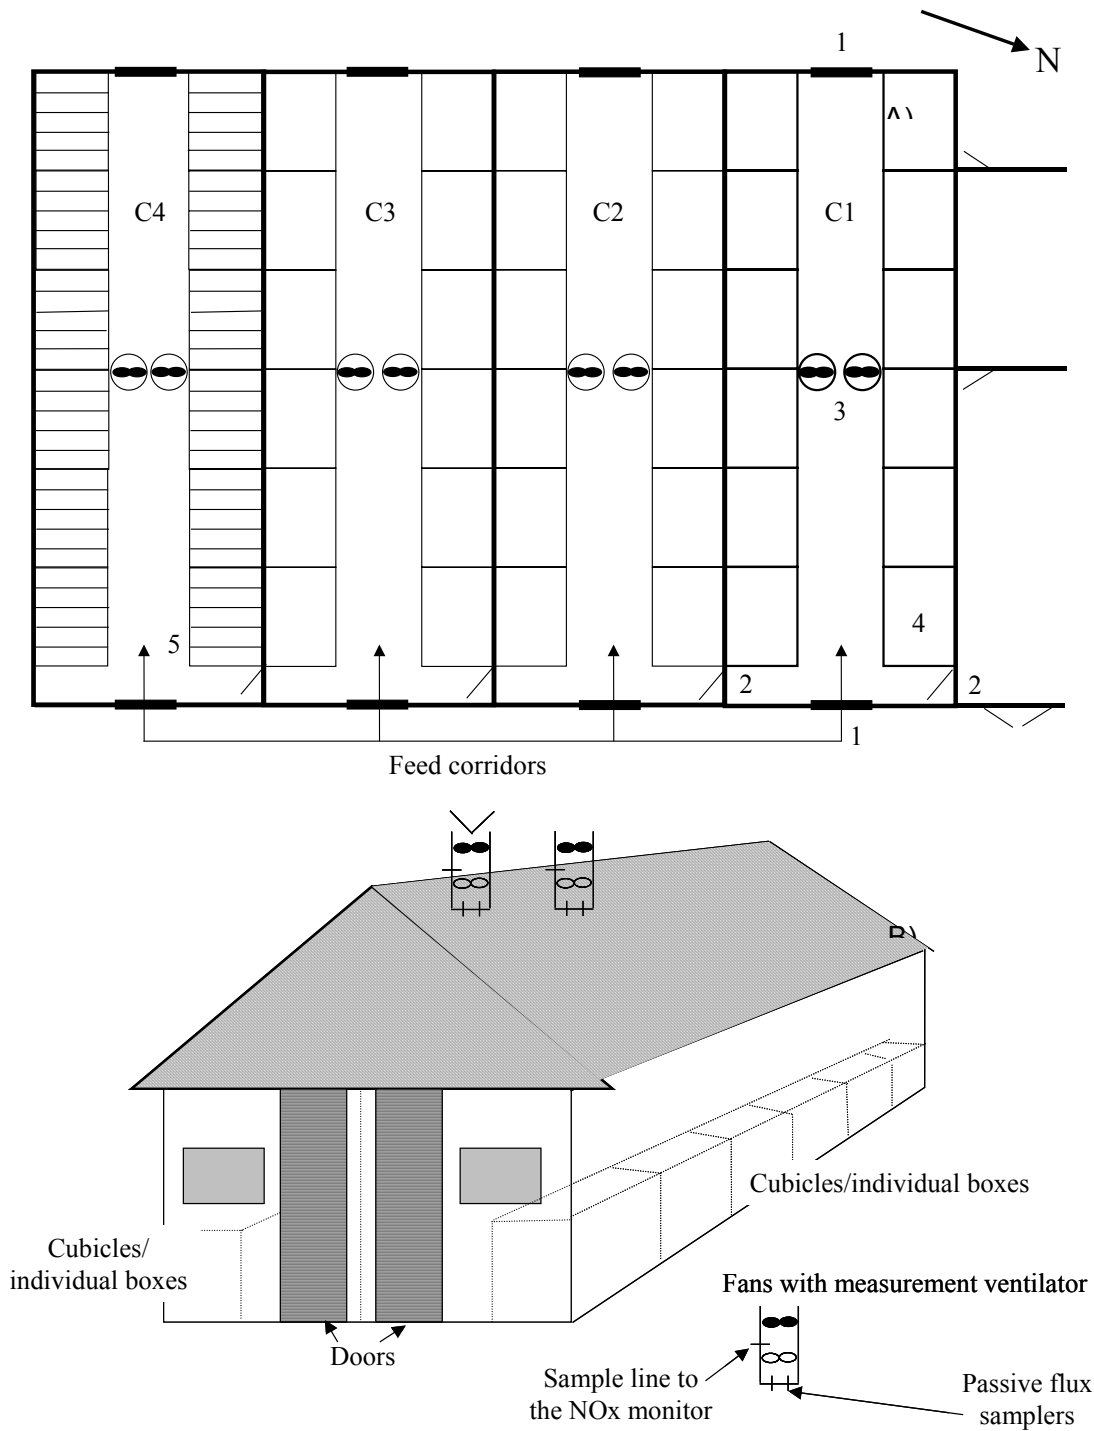 1
N
A)
C4 C3 C2 C1
3
4
5
2 2
1
Feed corridors
B)
Cubicles/individual boxes
Cubicles/
individual boxes
Fans with measurement ventilator
Doors
Sample line to
the NOx monitor
Passive flux
samplers